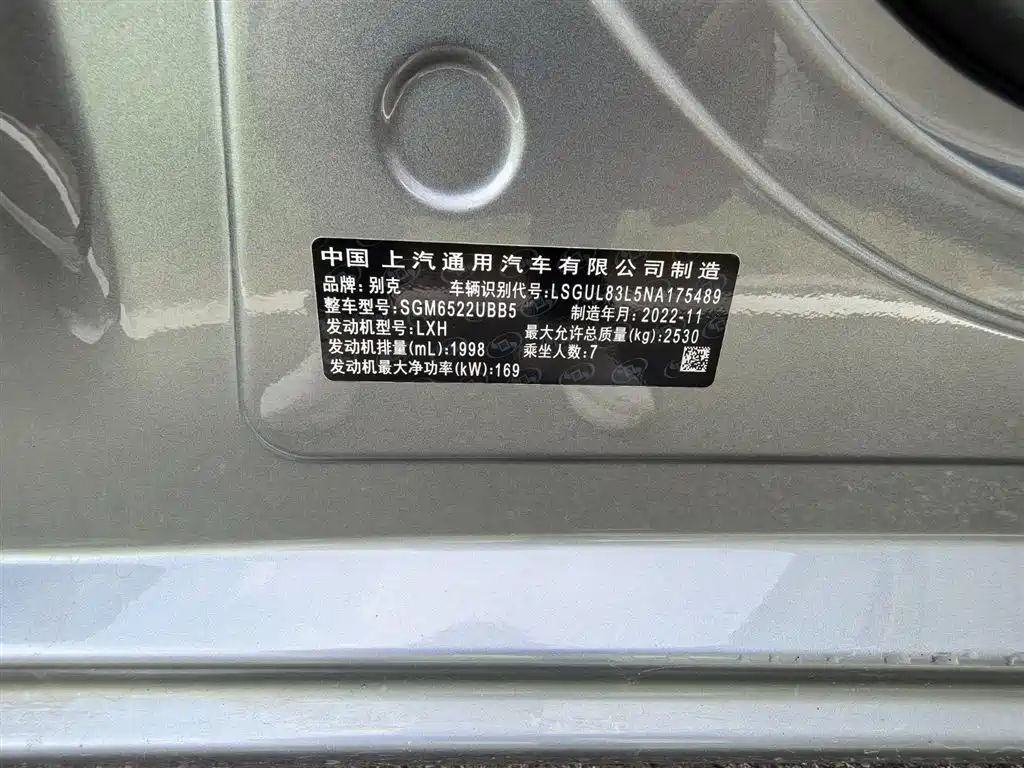 中国 上汽通用汽车有限公司制造
品牌:别克 车辆识别代号:LSGUL83L5NA175489
整车型号:SGM6522UBB5 制造年月:2022-11
发动机型号:LXH 最大允许总质量(kg):2530
发动机排量(mL):1998 乘坐人数:7
发动机最大净功率(kW):169